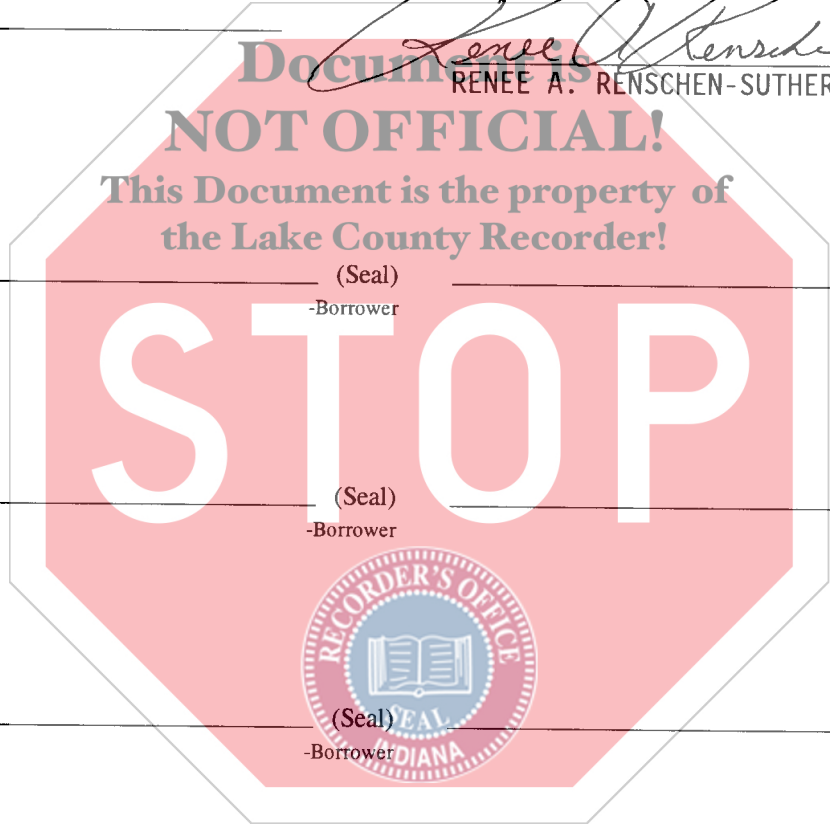 Document is
RENEE A. RENSCHEN-SUTHER
NOT OFFICIAL!
This Document is the property of
the Lake County Recorder!
(Seal)
-Borrower
STOP
(Seal)
-Borrower
RECORDER'S OFFICE
(Seal)
SEAL
-Borrower
INDIANA